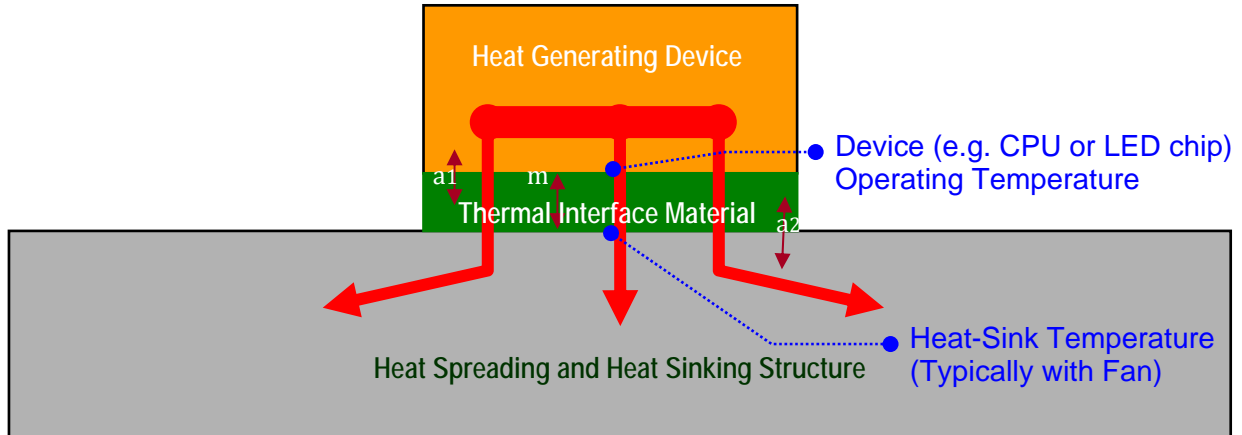 Heat Generating Device
Device (e.g. CPU or LED chip)
Operating Temperature
a1
m
Thermal Interface Material
a2
Heat-Sink Temperature
(Typically with Fan)
Heat Spreading and Heat Sinking Structure